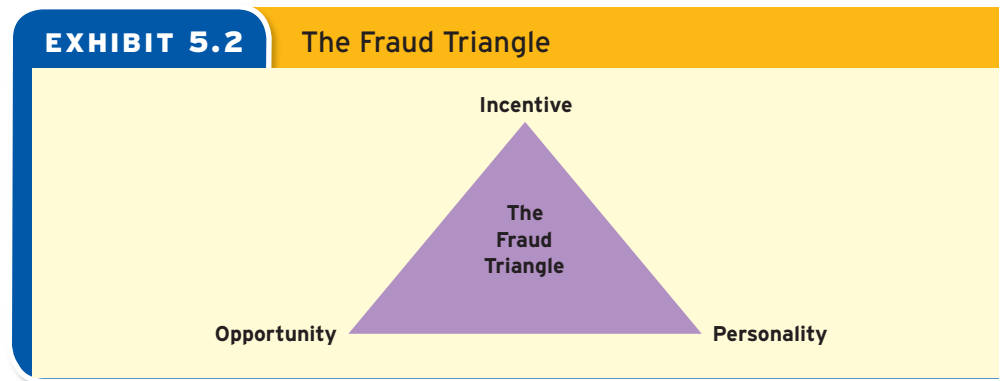 EXHIBIT 5.2 The Fraud Triangle
Incentive
The
Fraud
Triangle
Opportunity Personality